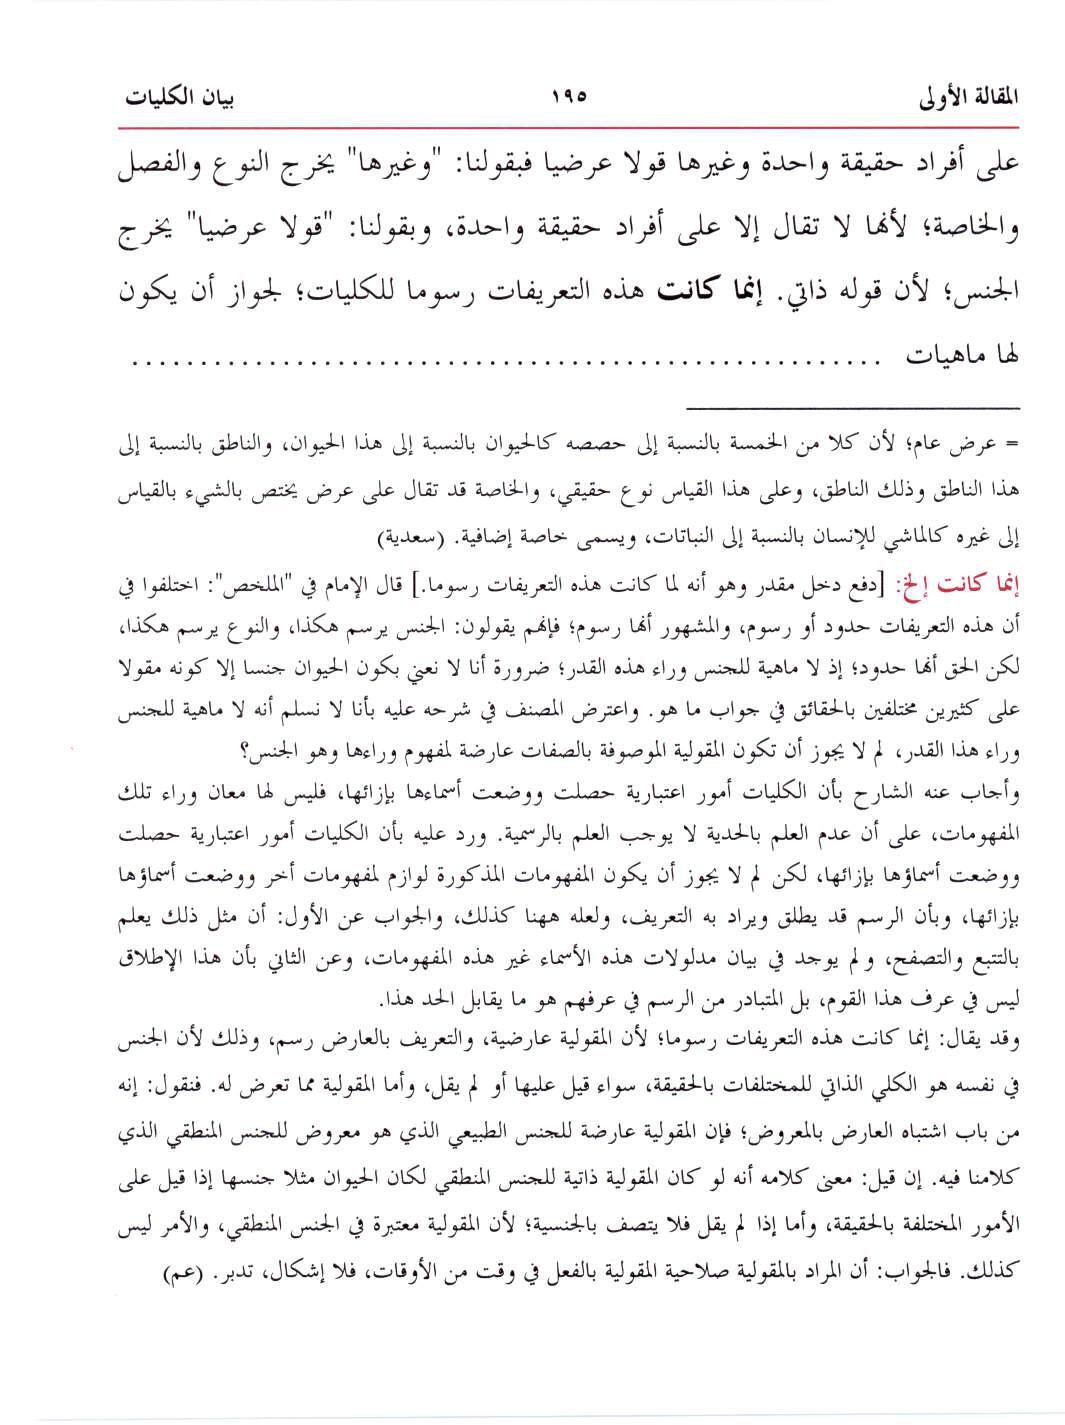 المقالة الأولى ١٩٥ بيان الكليات
على أفراد حقيقة واحدة وغيرها قولا عرضيا فبقولنا: "وغيرها" يخرج النوع والفصل
والخاصة؛ لأنها لا تقال إلا على أفراد حقيقة واحدة، وبقولنا: "قولا عرضيا" يخرج
الجنس؛ لأن قوله ذاتي. إنما كانت هذه التعريفات رسوما للكليات؛ لجواز أن يكون
لها ماهيات ........................................................
= عرض عام؛ لأن كلا من الخمسة بالنسبة إلى حصصه كالحيوان بالنسبة إلى هذا الحيوان، والناطق بالنسبة إلى
هذا الناطق وذلك الناطق، وعلى هذا القياس نوع حقيقي، والخاصة قد تقال على عرض يختص بالشيء بالقياس
إلى غيره كالماشي للإنسان بالنسبة إلى النباتات، ويسمى خاصة إضافية. (سعدية)
إنما كانت إلخ: [دفع دخل مقدر وهو أنه لما كانت هذه التعريفات رسوما.] قال الإمام في "الملخص": اختلفوا في
أن هذه التعريفات حدود أو رسوم، والمشهور أنها رسوم؛ فإنهم يقولون: الجنس يرسم هكذا، والنوع يرسم هكذا،
لكن الحق أنها حدود؛ إذ لا ماهية للجنس وراء هذه القدر؛ ضرورة أنا لا نعني بكون الحيوان جنسا إلا كونه مقولا
على كثيرين مختلفين بالحقائق في جواب ما هو. واعترض المصنف في شرحه عليه بأنا لا نسلم أنه لا ماهية للجنس
وراء هذا القدر، لم لا يجوز أن تكون المقولية الموصوفة بالصفات عارضة لمفهوم وراءها وهو الجنس؟
وأجاب عنه الشارح بأن الكليات أمور اعتبارية حصلت ووضعت أسماءها بإزائها، فليس لها معان وراء تلك
المفهومات، على أن عدم العلم بالحدية لا يوجب العلم بالرسمية. ورد عليه بأن الكليات أمور اعتبارية حصلت
ووضعت أسماؤها بإزائها، لكن لم لا يجوز أن يكون المفهومات المذكورة لوازم لمفهومات أخر ووضعت أسماؤها
بإزائها، وبأن الرسم قد يطلق ويراد به التعريف، ولعله ههنا كذلك، والجواب عن الأول: أن مثل ذلك يعلم
بالتتبع والتصفح، ولم يوجد في بيان مدلولات هذه الأسماء غير هذه المفهومات، وعن الثاني بأن هذا الإطلاق
ليس في عرف هذا القوم، بل المتبادر من الرسم في عرفهم هو ما يقابل الحد هذا.
وقد يقال: إنما كانت هذه التعريفات رسوما؛ لأن المقولية عارضية، والتعريف بالعارض رسم، وذلك لأن الجنس
في نفسه هو الكلي الذاتي للمختلفات بالحقيقة، سواء قيل عليها أو لم يقل، وأما المقولية مما تعرض له. فنقول: إنه
من باب اشتباه العارض بالمعروض؛ فإن المقولية عارضة للجنس الطبيعي الذي هو معروض للجنس المنطقي الذي
كلامنا فيه. إن قيل: معنى كلامه أنه لو كان المقولية ذاتية للجنس المنطقي لكان الحيوان مثلا جنسها إذا قيل على
الأمور المختلفة بالحقيقة، وأما إذا لم يقل فلا يتصف بالجنسية؛ لأن المقولية معتبرة في الجنس المنطقي، والأمر ليس
كذلك. فالجواب: أن المراد بالمقولية صلاحية المقولية بالفعل في وقت من الأوقات، فلا إشكال، تدبر. (عم)